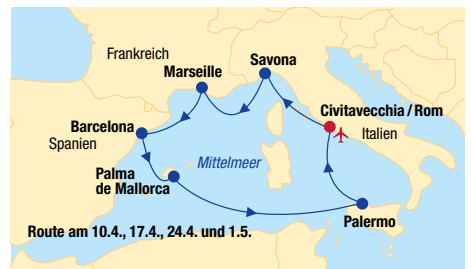 Frankreich
Savona
Marseille
Civitavecchia / Rom
Italien
Barcelona
Spanien
Mittelmeer
Palma
de Mallorca
Palermo
Route am 10.4., 17.4., 24.4. und 1.5.